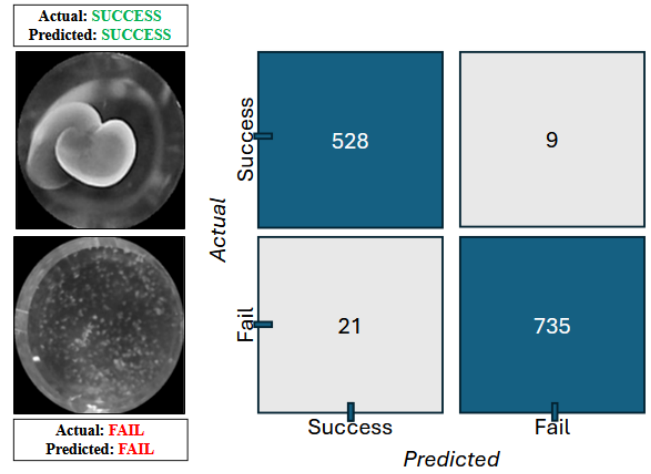 Actual: SUCCESS
Predicted: SUCCESS
Actual: FAIL
Predicted: FAIL
Actual
Success
528
9
Fail
21
735
Success
Fail
Predicted